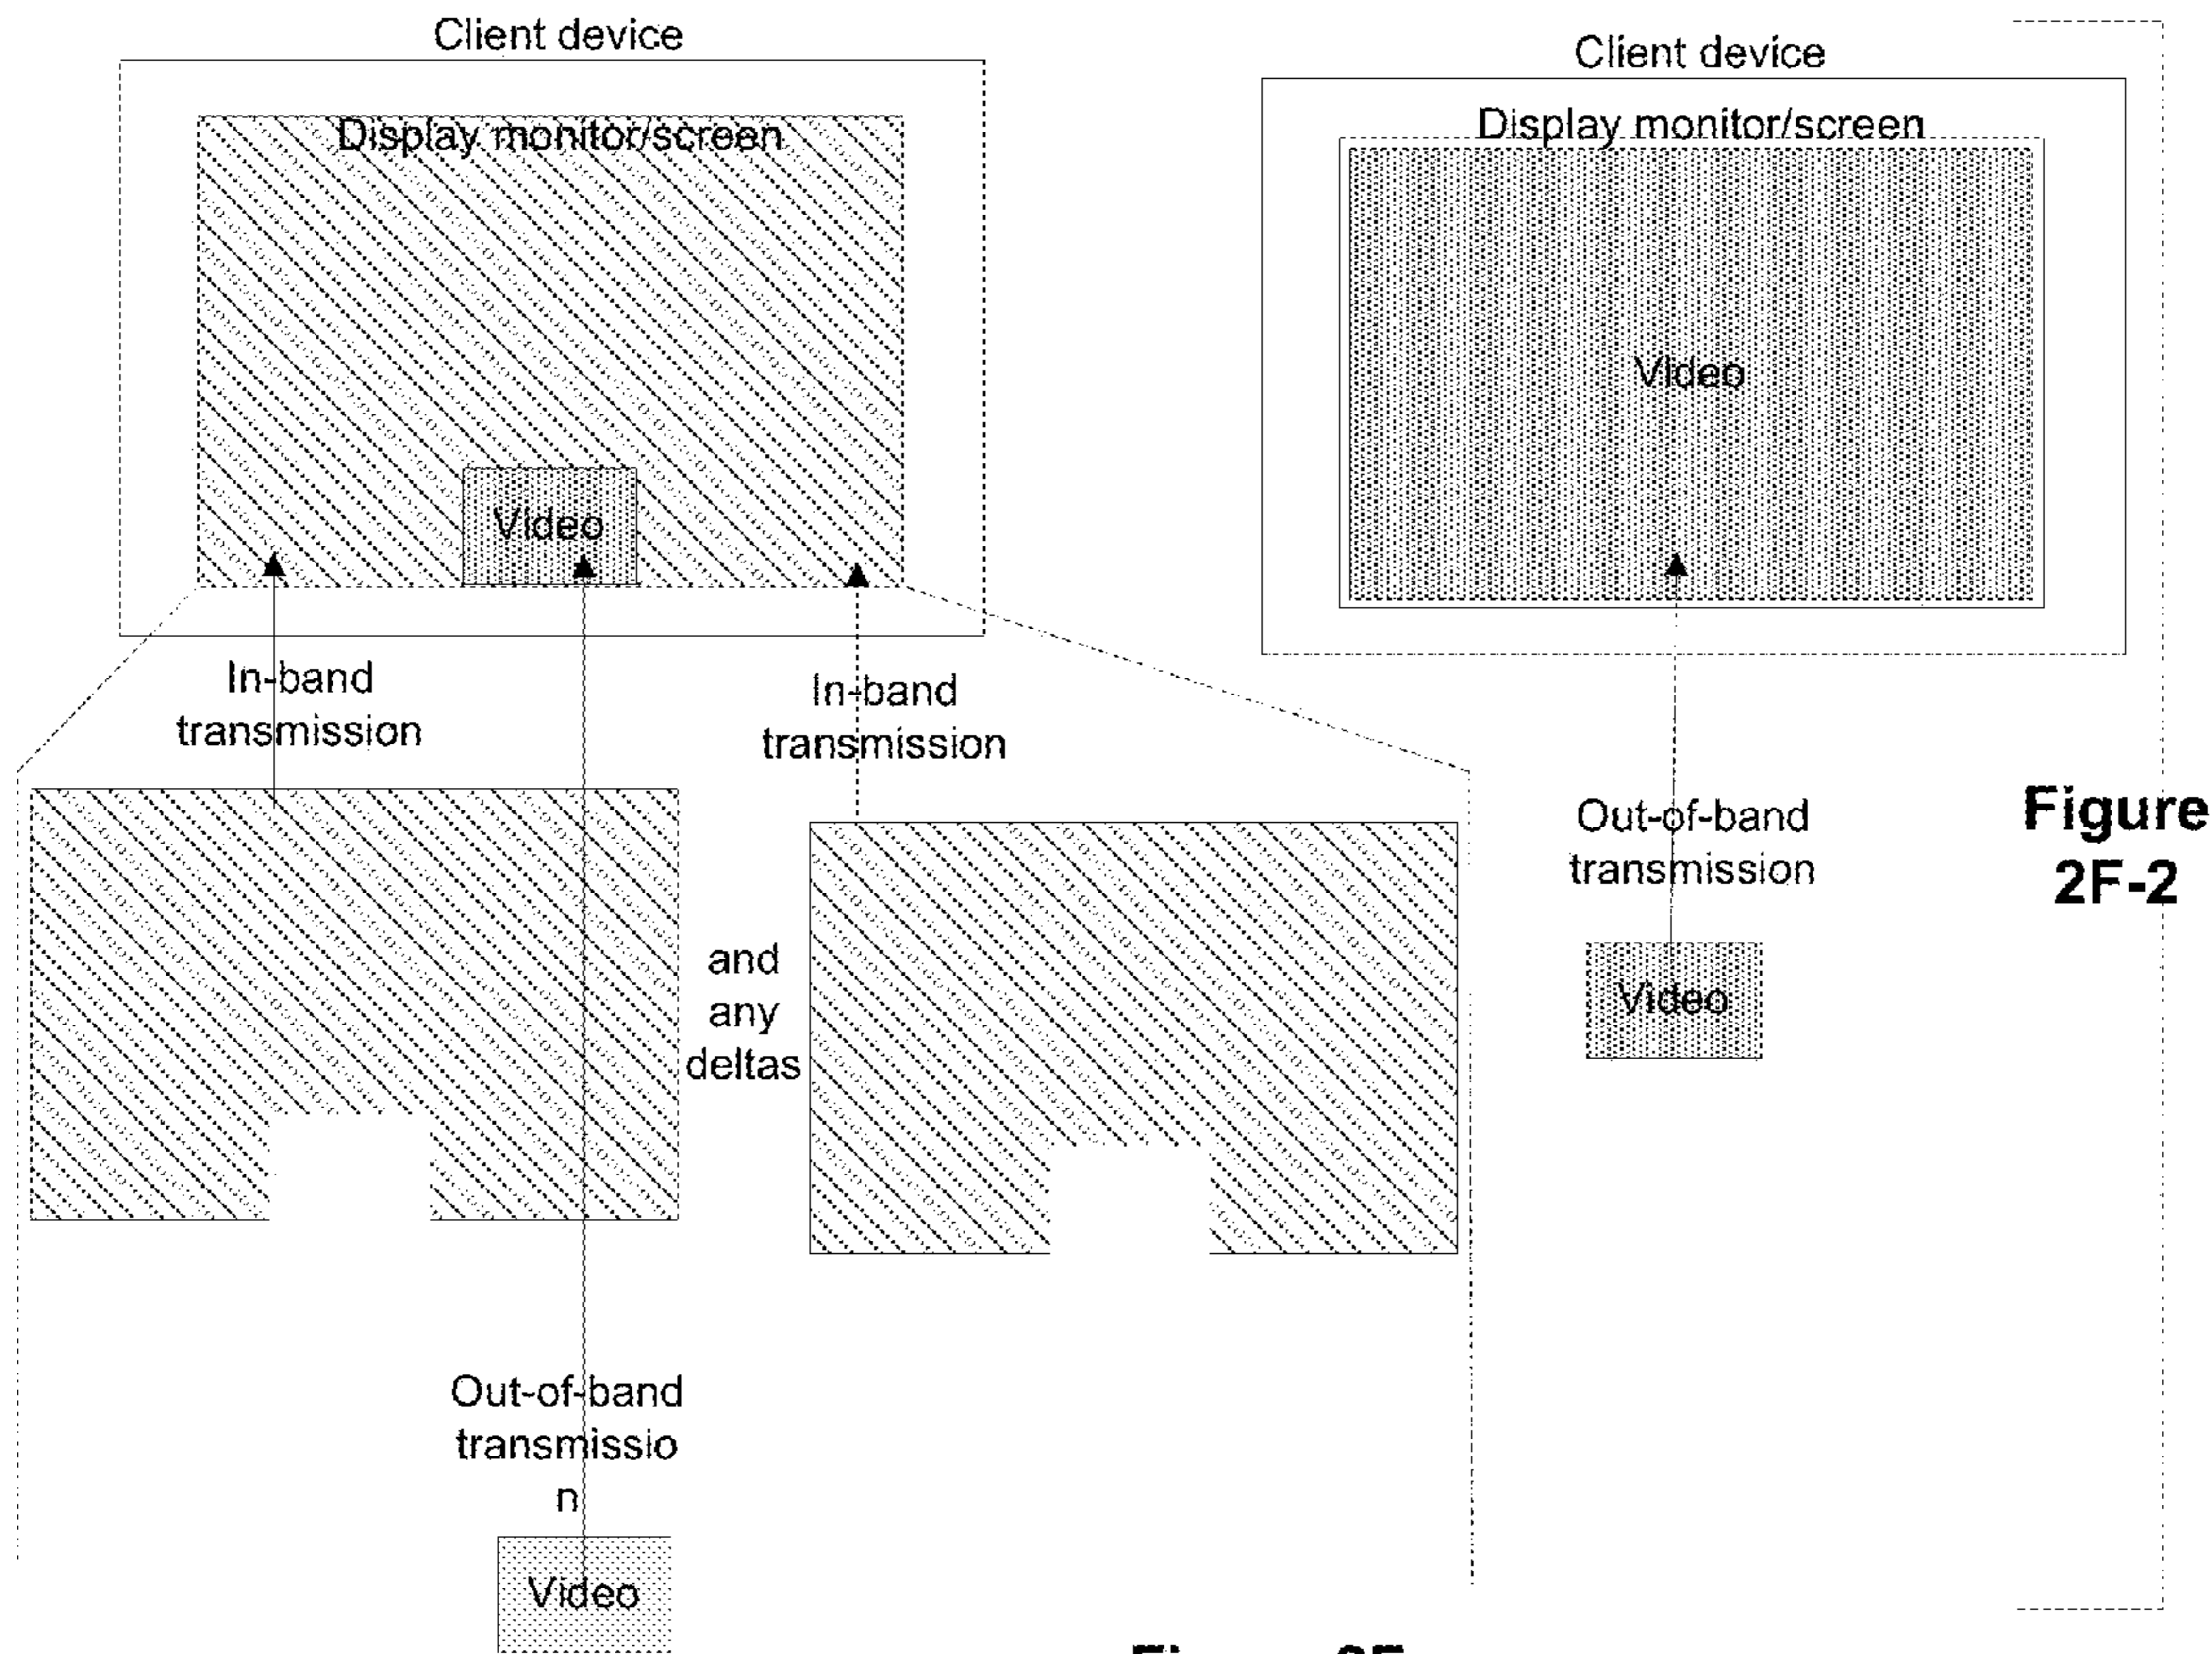 Client device
Display monitor/screen
Video
In-band
transmission
In-band
transmission
and
any
deltas
Out-of-band
transmissio
n
Video
Client device
Display monitor/screen
Video
Out-of-band
transmission
Video
Figure
2F-2